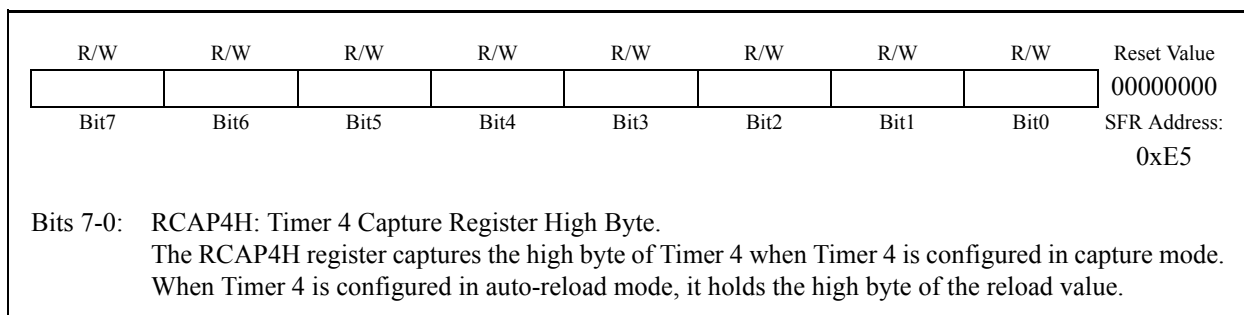 R/W R/W R/W R/W R/W R/W R/W R/W Reset Value
00000000
Bit7 Bit6 Bit5 Bit4 Bit3 Bit2 Bit1 Bit0 SFR Address:
0xE5
Bits 7-0: RCAP4H: Timer 4 Capture Register High Byte.
The RCAP4H register captures the high byte of Timer 4 when Timer 4 is configured in capture mode.
When Timer 4 is configured in auto-reload mode, it holds the high byte of the reload value.